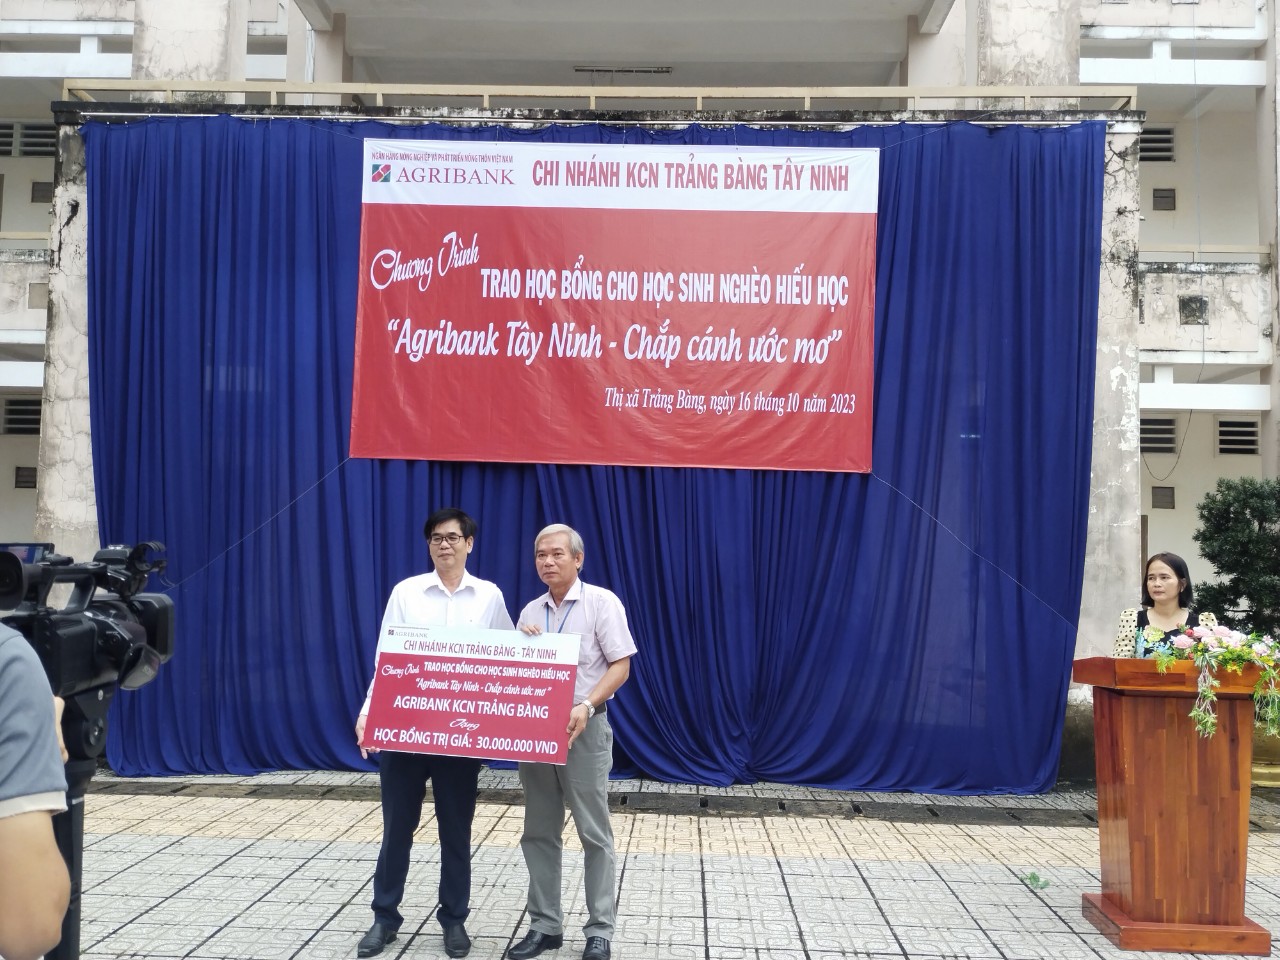 NGÂN HÀNG NÔNG NGHIỆP VÀ PHÁT TRIỂN NÔNG THÔN VIỆT NAM
AGRIBANK CHI NHÁNH KCN TRẢNG BÀNG TÂY NINH
Chương Trình
TRAO HỌC BỔNG CHO HỌC SINH NGHÈO HIẾU HỌC
“Agribank Tây Ninh - Chắp cánh ước mơ”
Thị xã Trảng Bàng, ngày 16 tháng 10 năm 2023
AGRIBANK
CHI NHÁNH KCN TRẢNG BÀNG - TÂY NINH
Chương Trình TRAO HỌC BỔNG CHO HỌC SINH NGHÈO HIẾU HỌC
“Agribank Tây Ninh - Chắp cánh ước mơ”
AGRIBANK KCN TRẢNG BÀNG
Tặng
HỌC BỔNG TRỊ GIÁ: 30.000.000 VND